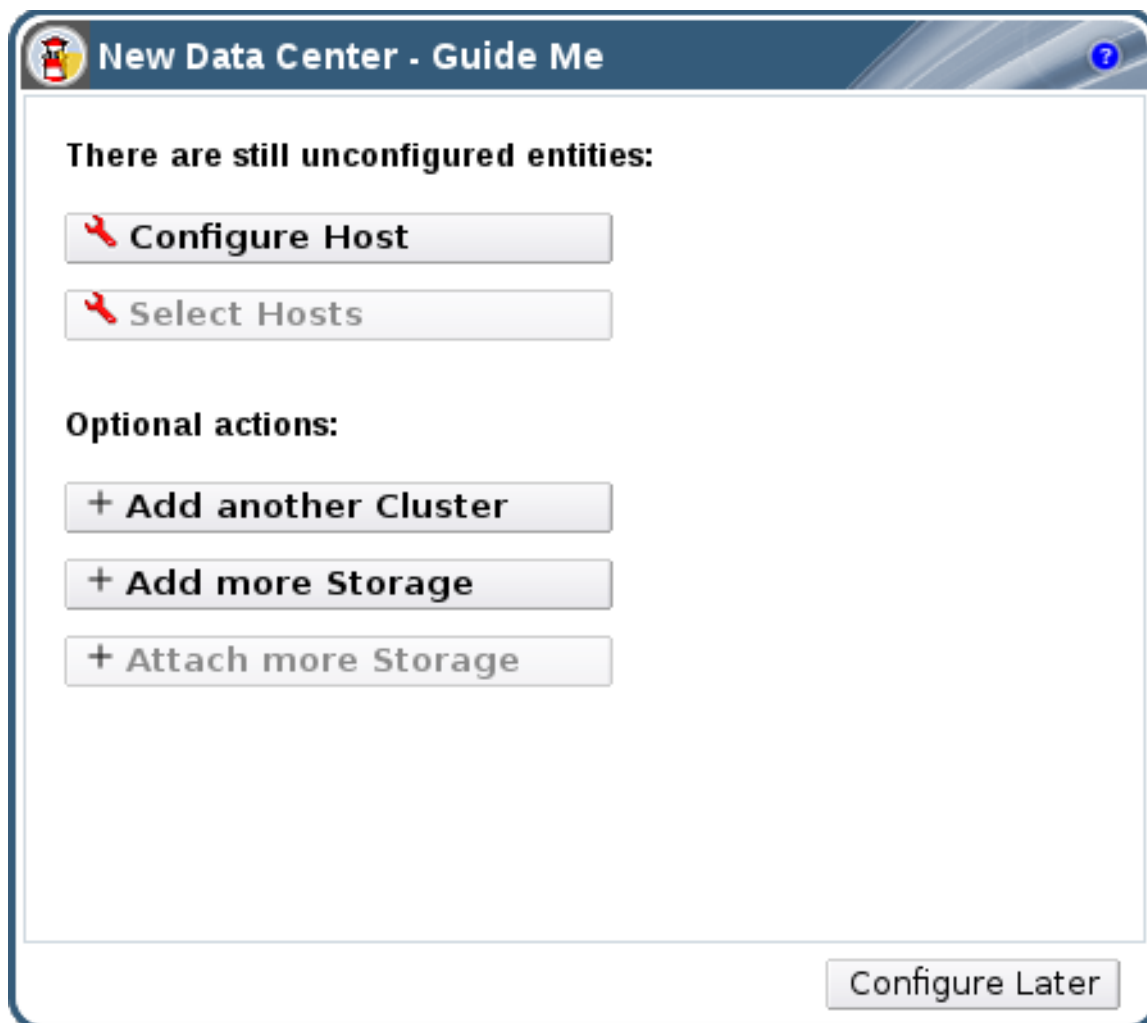 New Data Center - Guide Me
?
There are still unconfigured entities:
Configure Host
Select Hosts
Optional actions:
+ Add another Cluster
+ Add more Storage
+ Attach more Storage
Configure Later